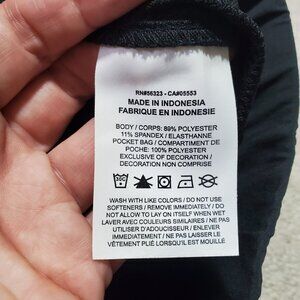 RN#56323 - CA#05553
MADE IN INDONESIA
FABRIQUE EN INDONESIE
BODY / CORPS: 89% POLYESTER
11% SPANDEX / ELASTHANNE
POCKET BAG / COMPARTIMENT DE
POCHE: 100% POLYESTER
EXCLUSIVE OF DECORATION /
DECORATION NON COMPRISE
WASH WITH LIKE COLORS / DO NOT USE
SOFTENERS / REMOVE IMMEDIATELY / DO
NOT ALLOW TO LAY ON ITSELF WHEN WET
LAVER AVEC COULEURS SIMILAIRES / NE PAS
UTILISER D'ADOUCISSEUR / ENLEVER
IMMEDIATEMENT / NE PAS LAISSER LE
VÊTEMENT PLIÉ LORSQU'IL EST MOUILLÉ